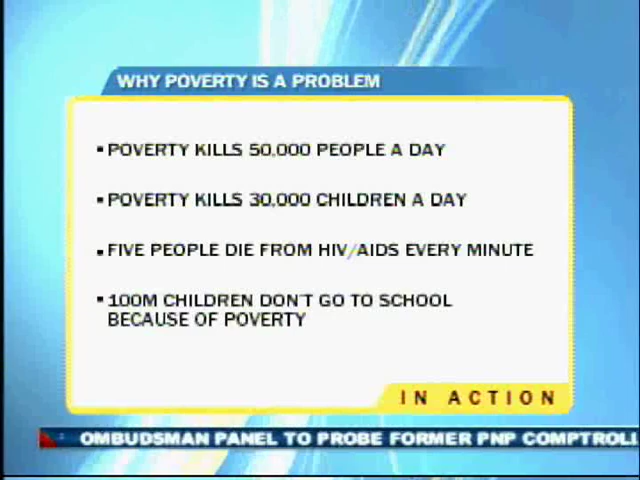 WHY POVERTY IS A PROBLEM
▪POVERTY KILLS 50,000 PEOPLE A DAY
▪POVERTY KILLS 30,000 CHILDREN A DAY
▪FIVE PEOPLE DIE FROM HIV/AIDS EVERY MINUTE
▪100M CHILDREN DON'T GO TO SCHOOL
BECAUSE OF POVERTY
IN ACTION
OMBUDSMAN PANEL TO PROBE FORMER PNP COMPTROLL